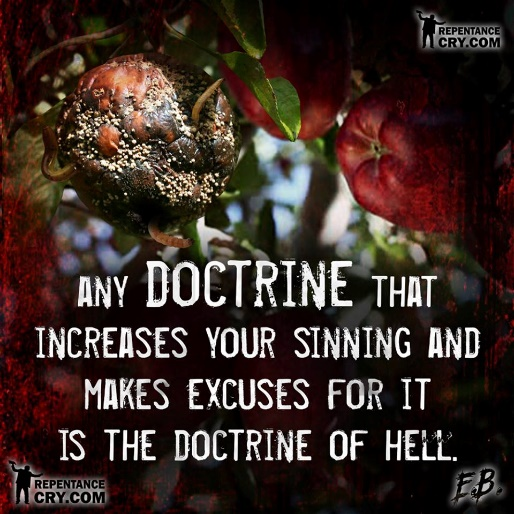 REPENTANCE
CRY.COM
ANY DOCTRINE THAT
INCREASES YOUR SINNING AND
MAKES EXCUSES FOR IT
IS THE DOCTRINE OF HELL.
REPENTANCE
CRY.COM
E.B.